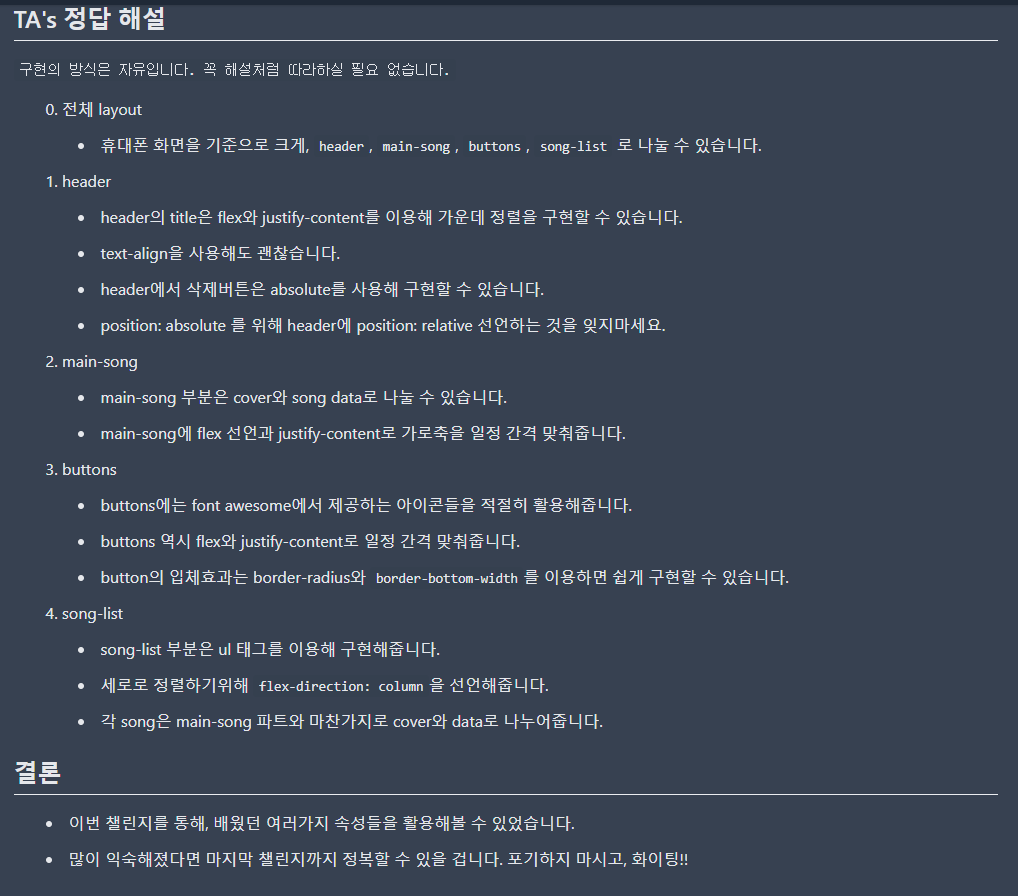 TA's 정답 해설
구현의 방식은 자유입니다. 꼭 해설처럼 따라하실 필요 없습니다.
0. 전체 layout
• 휴대폰 화면을 기준으로 크게, header, main-song, buttons, song-list 로 나눌 수 있습니다.
1. header
• header의 title은 flex와 justify-content를 이용해 가운데 정렬을 구현할 수 있습니다.
• text-align을 사용해도 괜찮습니다.
• header에서 삭제버튼은 absolute를 사용해 구현할 수 있습니다.
• position: absolute 를 위해 header에 position: relative 선언하는 것을 잊지마세요.
2. main-song
• main-song 부분은 cover와 song data로 나눌 수 있습니다.
• main-song에 flex 선언과 justify-content로 가로축을 일정 간격 맞춰줍니다.
3. buttons
• buttons에는 font awesome에서 제공하는 아이콘들을 적절히 활용해줍니다.
• buttons 역시 flex와 justify-content로 일정 간격 맞춰줍니다.
• button의 입체효과는 border-radius와 border-bottom-width 를 이용하면 쉽게 구현할 수 있습니다.
4. song-list
• song-list 부분은 ul 태그를 이용해 구현해줍니다.
• 세로로 정렬하기위해 flex-direction: column 을 선언해줍니다.
• 각 song은 main-song 파트와 마찬가지로 cover와 data로 나누어줍니다.
결론
• 이번 챌린지를 통해, 배웠던 여러가지 속성들을 활용해볼 수 있었습니다.
• 많이 익숙해졌다면 마지막 챌린지까지 정복할 수 있을 겁니다. 포기하지 마시고, 화이팅!!